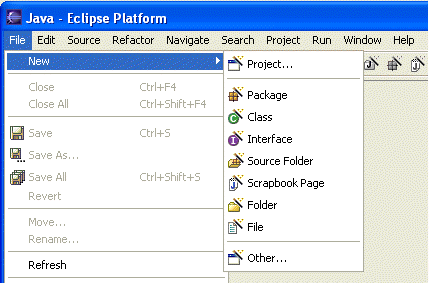 Java - Eclipse Platform
File Edit Source Refactor Navigate Search Project Run Window Help
New
Close Ctrl+F4
Close All Ctrl+Shift+F4
Save Ctrl+S
Save As...
Save All Ctrl+Shift+S
Revert
Move...
Rename...
Refresh
Project...
Package
Class
Interface
Source Folder
Scrapbook Page
Folder
File
Other...